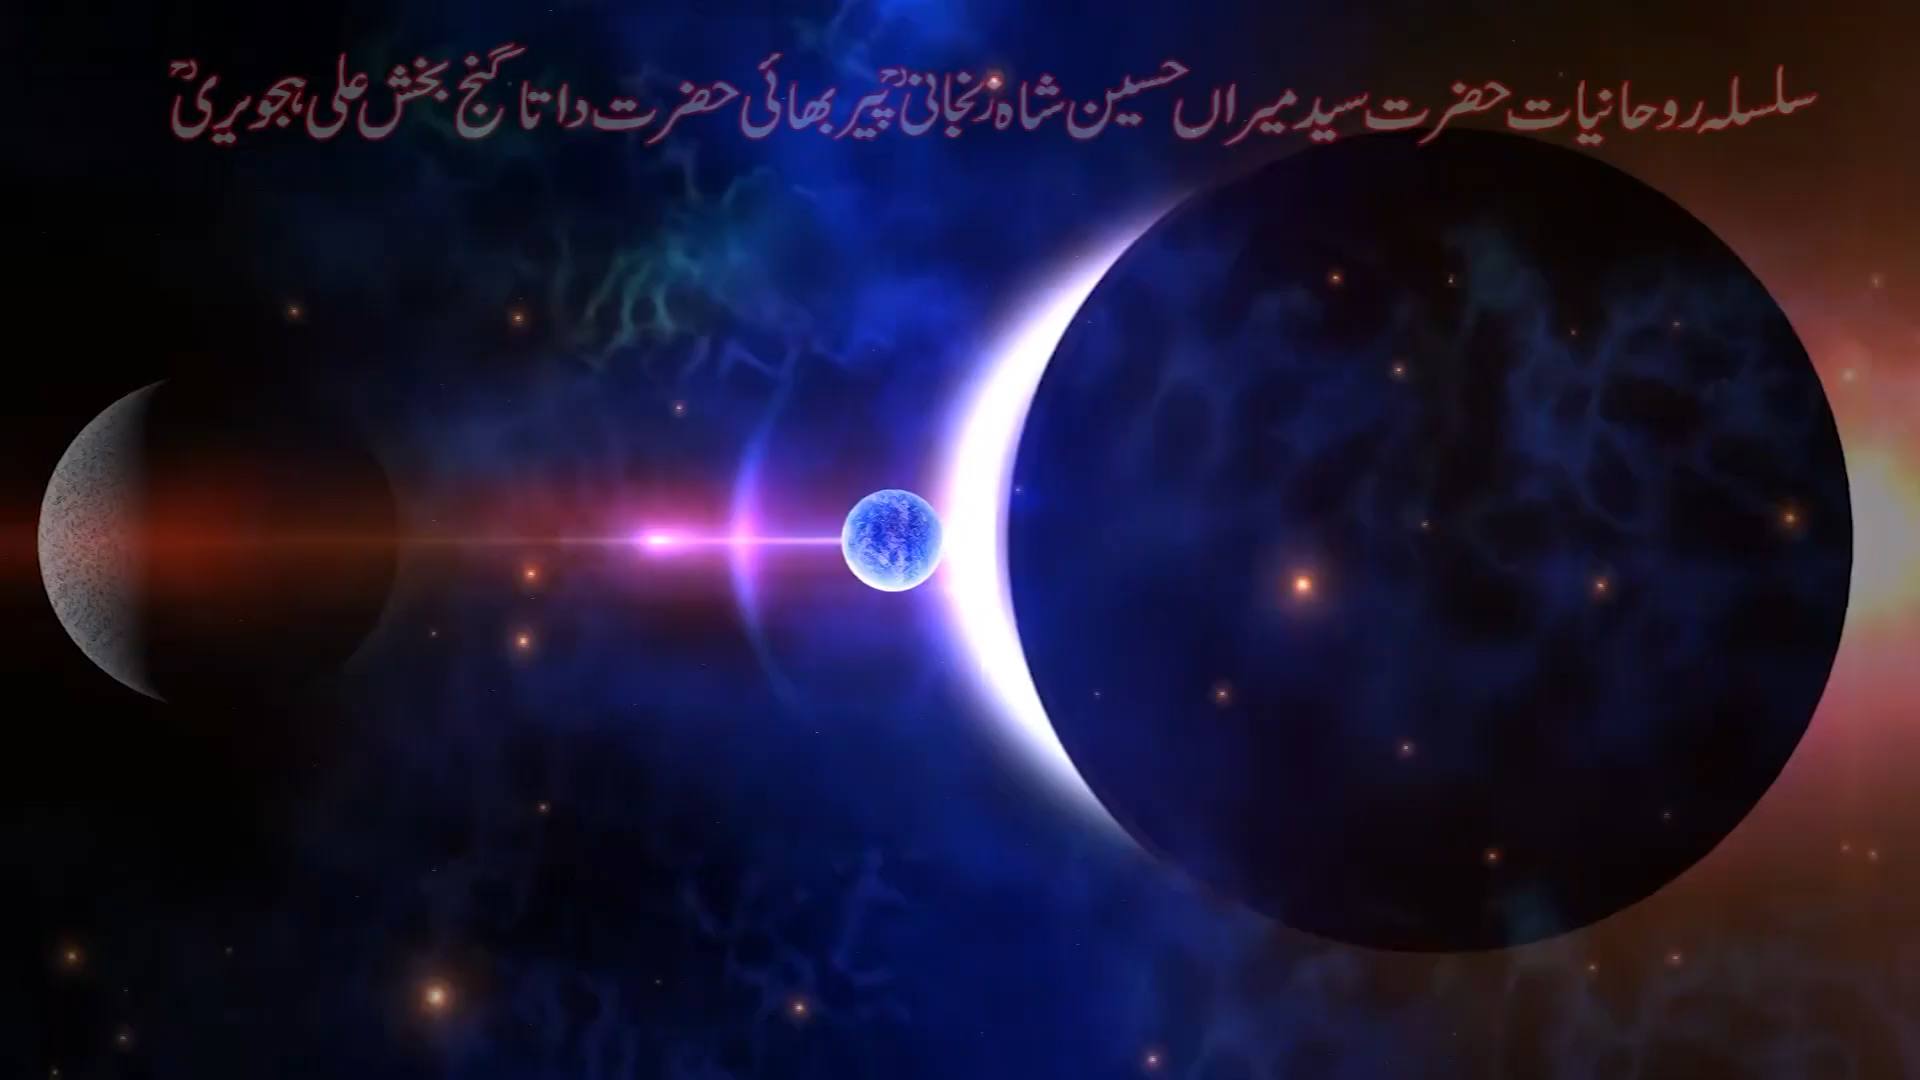 سلسلہ روحانیات حضرت سید میراں حسین شاہ زنجانیؒ پیر بھائی حضرت داتا گنج بخش علی ہجویریؒ